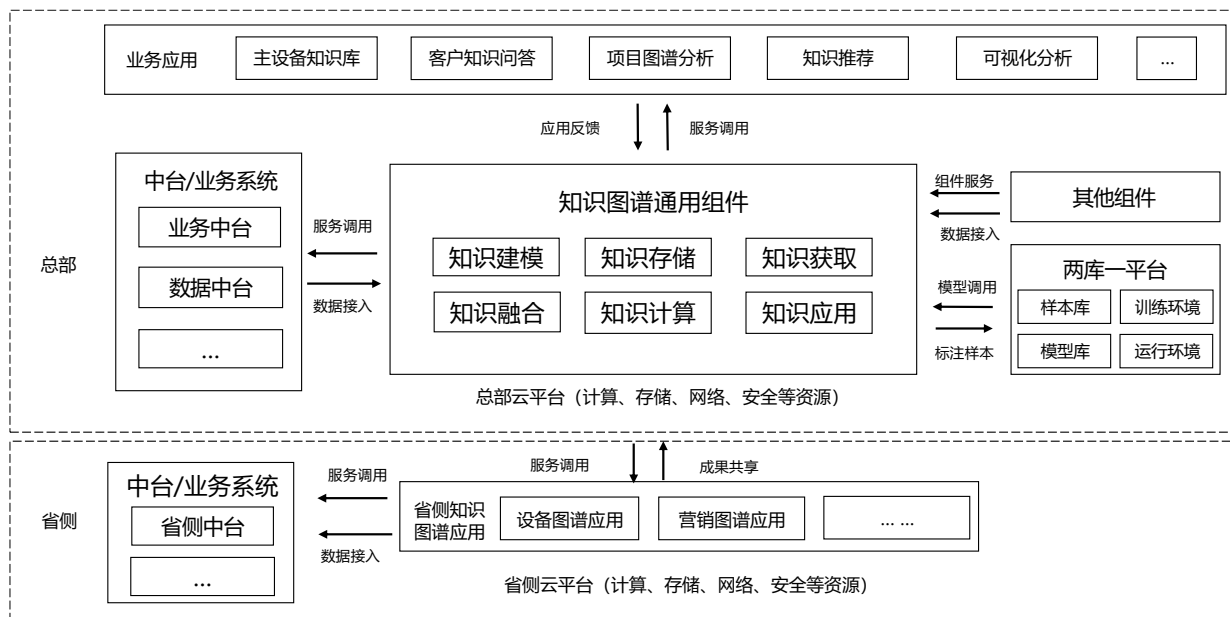 业务应用
主设备知识库
客户知识问答
项目图谱分析
知识推荐
可视化分析
...
应用反馈
服务调用
总部
中台/业务系统
业务中台
数据中台
...
服务调用
数据接入
知识图谱通用组件
知识建模
知识存储
知识获取
知识融合
知识计算
知识应用
组件服务
数据接入
其他组件
模型调用
标注样本
两库一平台
样本库
训练环境
模型库
运行环境
总部云平台（计算、存储、网络、安全等资源）
服务调用
成果共享
省侧
中台/业务系统
省侧中台
...
服务调用
数据接入
省侧知识
图谱应用
设备图谱应用
营销图谱应用
... ...
省侧云平台（计算、存储、网络、安全等资源）